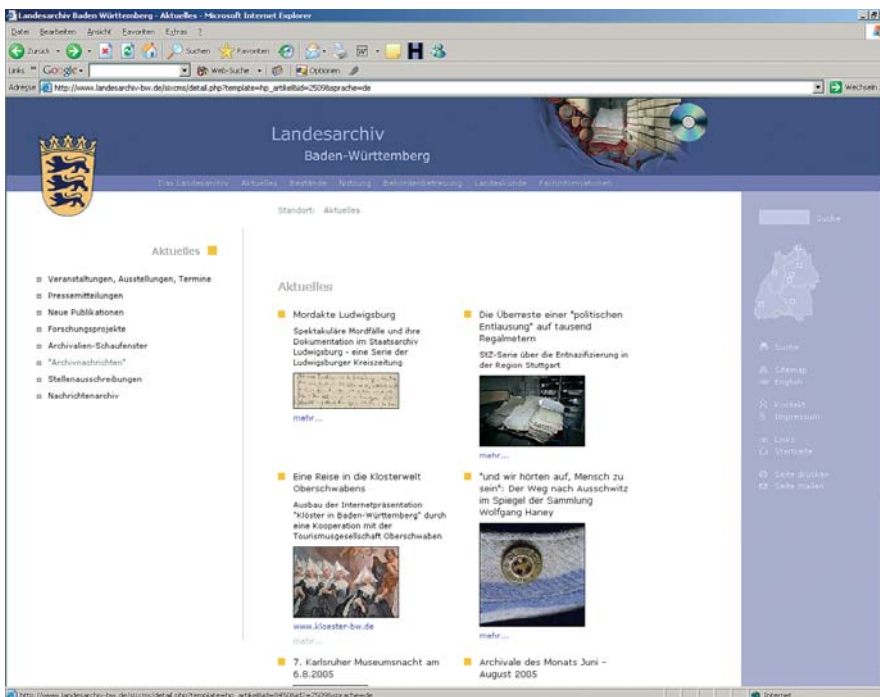 Landesarchiv Baden Württemberg - Aktuelles - Microsoft Internet Explorer
Datei Bearbeiten Ansicht Favoriten Extras ?
Zurück Suchen Favoriten
Links Google Web-Suche Optionen
Adresse http://www.landesarchiv-bw.de/sixcms/detail.php?template=hp_artikel&id=2509&sprache=de Wechseln
Landesarchiv
Baden-Württemberg
Das Landesarchiv Aktuelles Bestände Nutzung Behördenbetreuung Landeskunde Fachinformationen
Standort: Aktuelles
Suche
Aktuelles
Veranstaltungen, Ausstellungen, Termine
Pressemitteilungen
Neue Publikationen
Forschungsprojekte
Archivalien-Schaufenster
"Archivnachrichten"
Stellenausschreibungen
Nachrichtenarchiv
Aktuelles
Mordakte Ludwigsburg
Spektakuläre Mordfälle und ihre
Dokumentation im Staatsarchiv
Ludwigsburg - eine Serie der
Ludwigsburger Kreiszeitung
mehr...
Die Überreste einer "politischen
Entlausung" auf tausend
Regalmetern
StZ-Serie über die Entnazifizierung in
der Region Stuttgart
mehr...
Eine Reise in die Klosterwelt
Oberschwabens
Ausbau der Internetpräsentation
"Klöster in Baden-Württemberg" durch
eine Kooperation mit der
Tourismusgesellschaft Oberschwaben
www.kloester-bw.de
mehr...
"und wir hörten auf, Mensch zu
sein": Der Weg nach Ausschwitz
im Spiegel der Sammlung
Wolfgang Haney
mehr...
7. Karlsruher Museumsnacht am
6.8.2005
Archivale des Monats Juni –
August 2005
Suche
Sitemap
English
Kontakt
Impressum
Links
Startseite
Seite drucken
Seite mailen
Internet